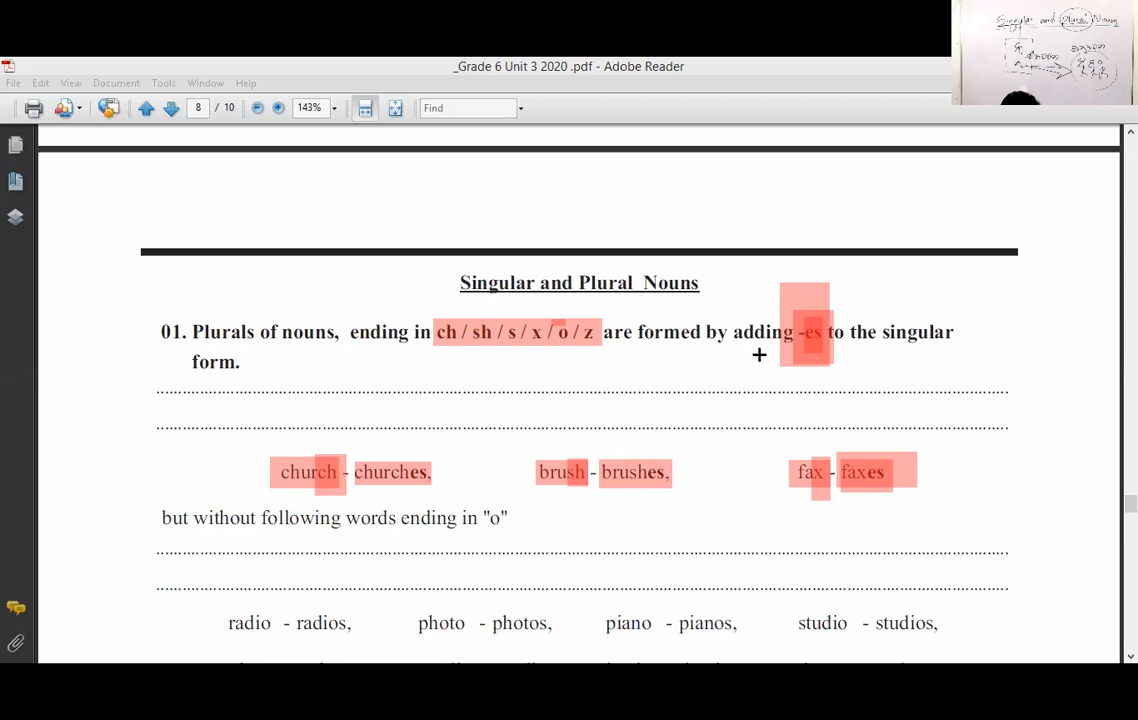 Singular and Plural Nouns
_Grade 6 Unit 3 2020 .pdf - Adobe Reader
File Edit View Document Tools Window Help
8 / 10 143% Find
Singular and Plural Nouns
01. Plurals of nouns, ending in ch / sh / s / x / o / z are formed by adding -es to the singular
form.
church - churches, brush - brushes, fax - faxes
but without following words ending in "o"
radio - radios, photo - photos, piano - pianos, studio - studios,